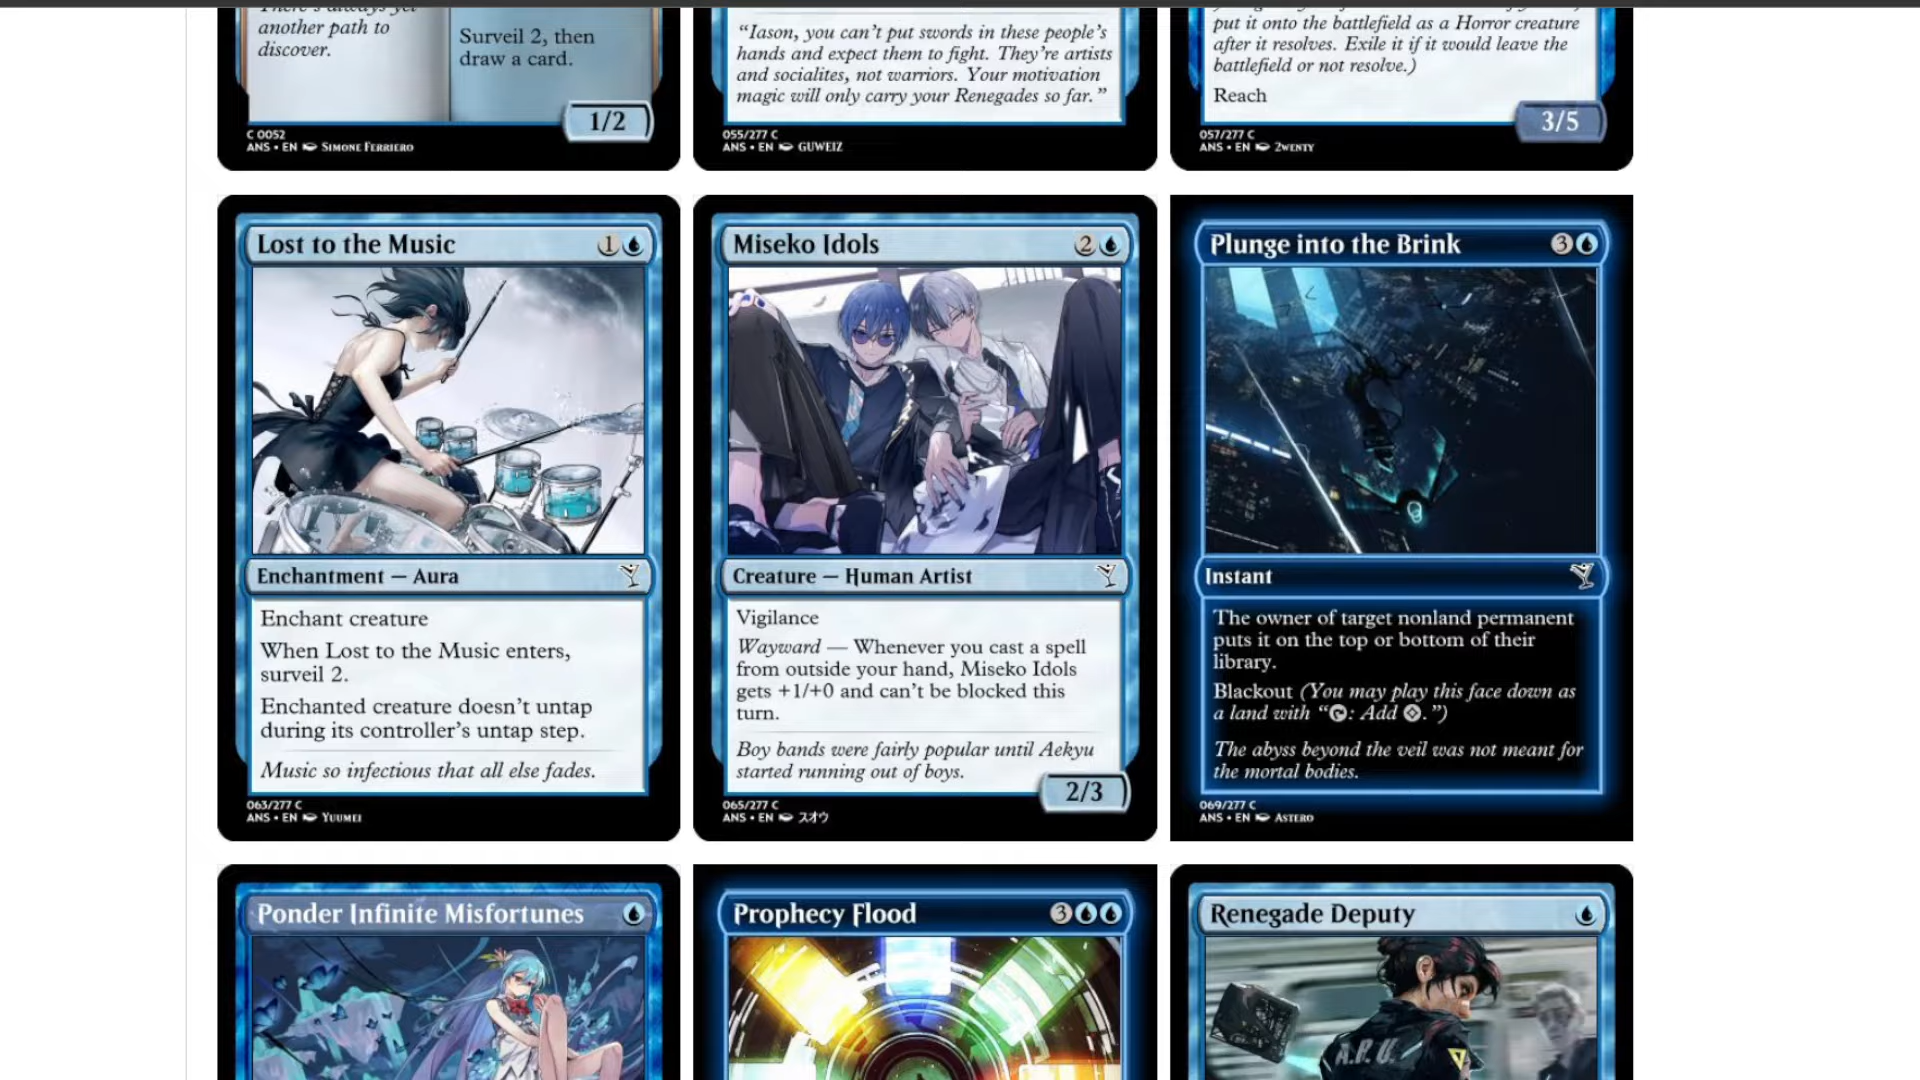 There's always yet
another path to
discover.
Surveil 2, then
draw a card.
1/2
C 0052
ANS • EN SIMONE FERRIERO
"Iason, you can't put swords in these people's
hands and expect them to fight. They're artists
and socialites, not warriors. Your motivation
magic will only carry your Renegades so far."
055/277 C
ANS • EN GUWEIZ
put it onto the battlefield as a Horror creature
after it resolves. Exile it if it would leave the
battlefield or not resolve.)
Reach
3/5
057/277 C
ANS • EN 2WENTY
Lost to the Music 1
Enchantment — Aura
Enchant creature
When Lost to the Music enters,
surveil 2.
Enchanted creature doesn't untap
during its controller's untap step.
Music so infectious that all else fades.
063/277 C
ANS • EN YUUMEI
Miseko Idols 2
Creature — Human Artist
Vigilance
Wayward — Whenever you cast a spell
from outside your hand, Miseko Idols
gets +1/+0 and can't be blocked this
turn.
Boy bands were fairly popular until Aekyu
started running out of boys.
2/3
065/277 C
ANS • EN スオウ
Plunge into the Brink 3
Instant
The owner of target nonland permanent
puts it on the top or bottom of their
library.
Blackout (You may play this face down as
a land with “: Add .”)
The abyss beyond the veil was not meant for
the mortal bodies.
069/277 C
ANS • EN ASTERO
Ponder Infinite Misfortunes
Prophecy Flood 3
Renegade Deputy
A.P.U.